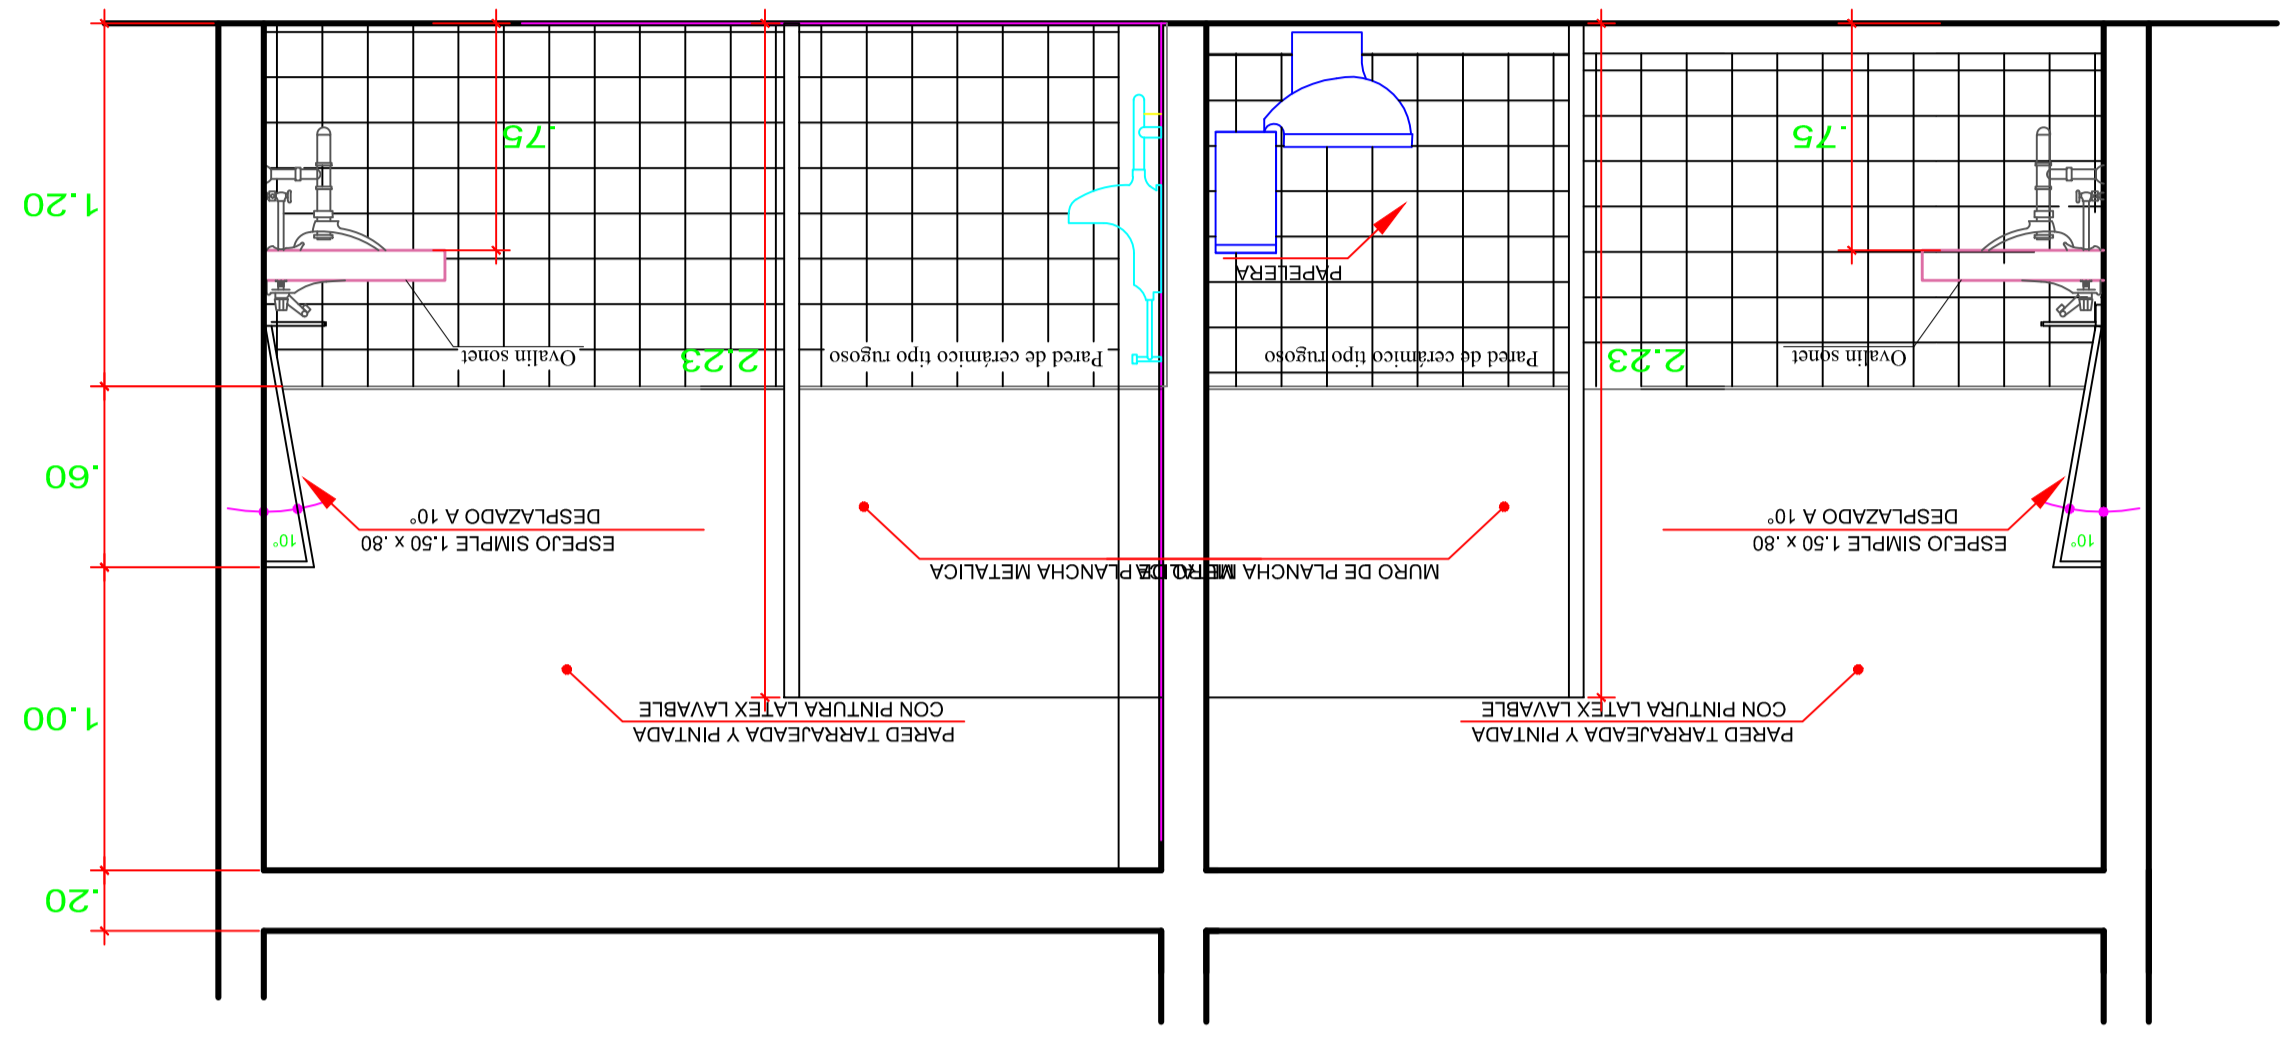 .20
PARED TARRAJEADA Y PINTADA
CON PINTURA LATEX LAVABLE
PARED TARRAJEADA Y PINTADA
CON PINTURA LATEX LAVABLE
1.00
MURO DE PLANCHA METALICA
MURO DE PLANCHA METALICA
ESPEJO SIMPLE 1.50 x .80
DESPLAZADO A 10°
10°
ESPEJO SIMPLE 1.50 x .80
DESPLAZADO A 10°
10°
.60
Ovalin sonet
2.23
Pared de cerámico tipo rugoso
Pared de cerámico tipo rugoso
2.23
Ovalin sonet
PAPELERA
1.20
.75
.75